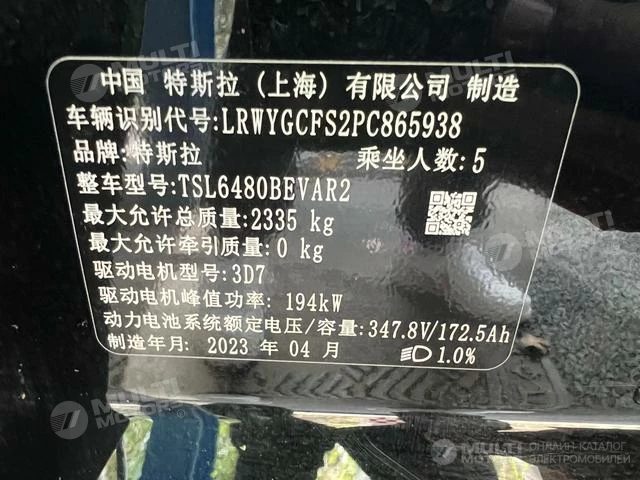 中国 特斯拉 (上海) 有限公司 制造
车辆识别代号:LRWYGCFS2PC865938
品牌:特斯拉 乘坐人数:5
整车型号:TSL6480BEVAR2
最大允许总质量:2335 kg
最大允许牵引质量:0 kg
驱动电机型号:3D7
驱动电机峰值功率: 194kW
动力电池系统额定电压/容量:347.8V/172.5Ah
制造年月: 2023 年 04 月 1.0%
MULTI MOTORS
MULTI MOTORS
MULTI MOTORS ОНЛАЙН-КАТАЛОГ ЭЛЕКТРОМОБИЛЕЙ